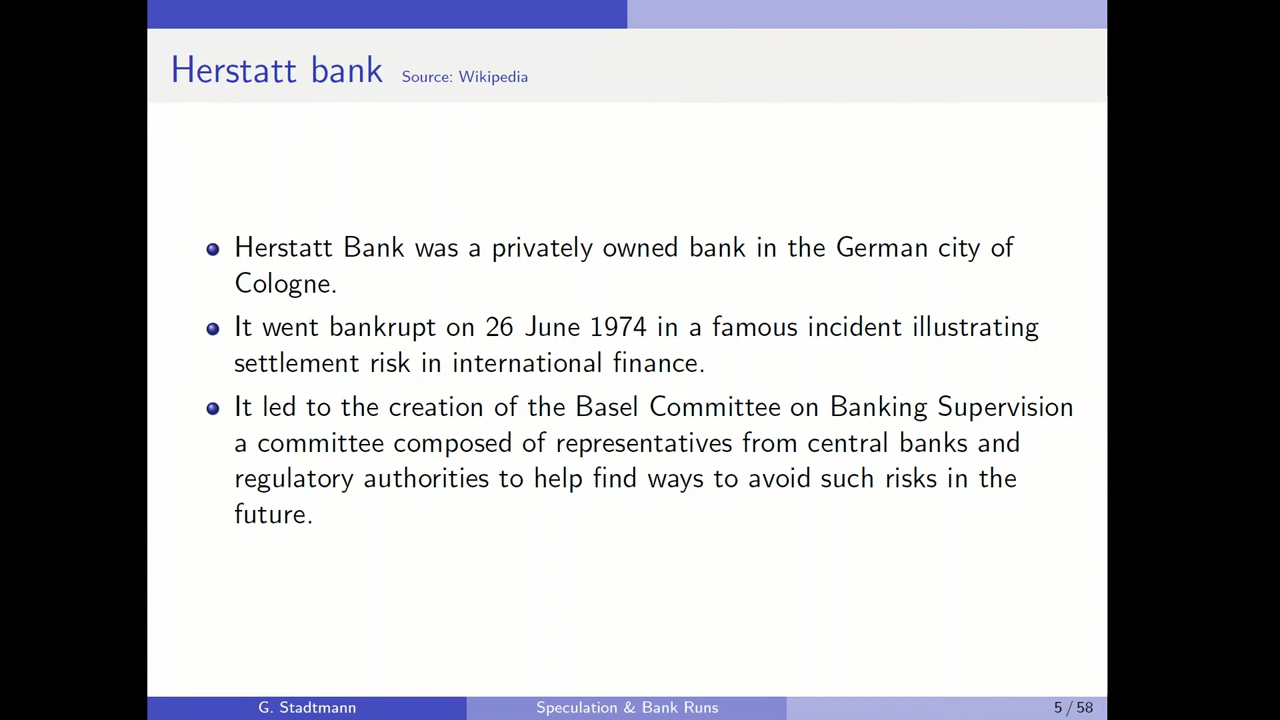 Herstatt bank Source: Wikipedia
Herstatt Bank was a privately owned bank in the German city of
Cologne.
It went bankrupt on 26 June 1974 in a famous incident illustrating
settlement risk in international finance.
It led to the creation of the Basel Committee on Banking Supervision
a committee composed of representatives from central banks and
regulatory authorities to help find ways to avoid such risks in the
future.
G. Stadtmann Speculation & Bank Runs 5 / 58